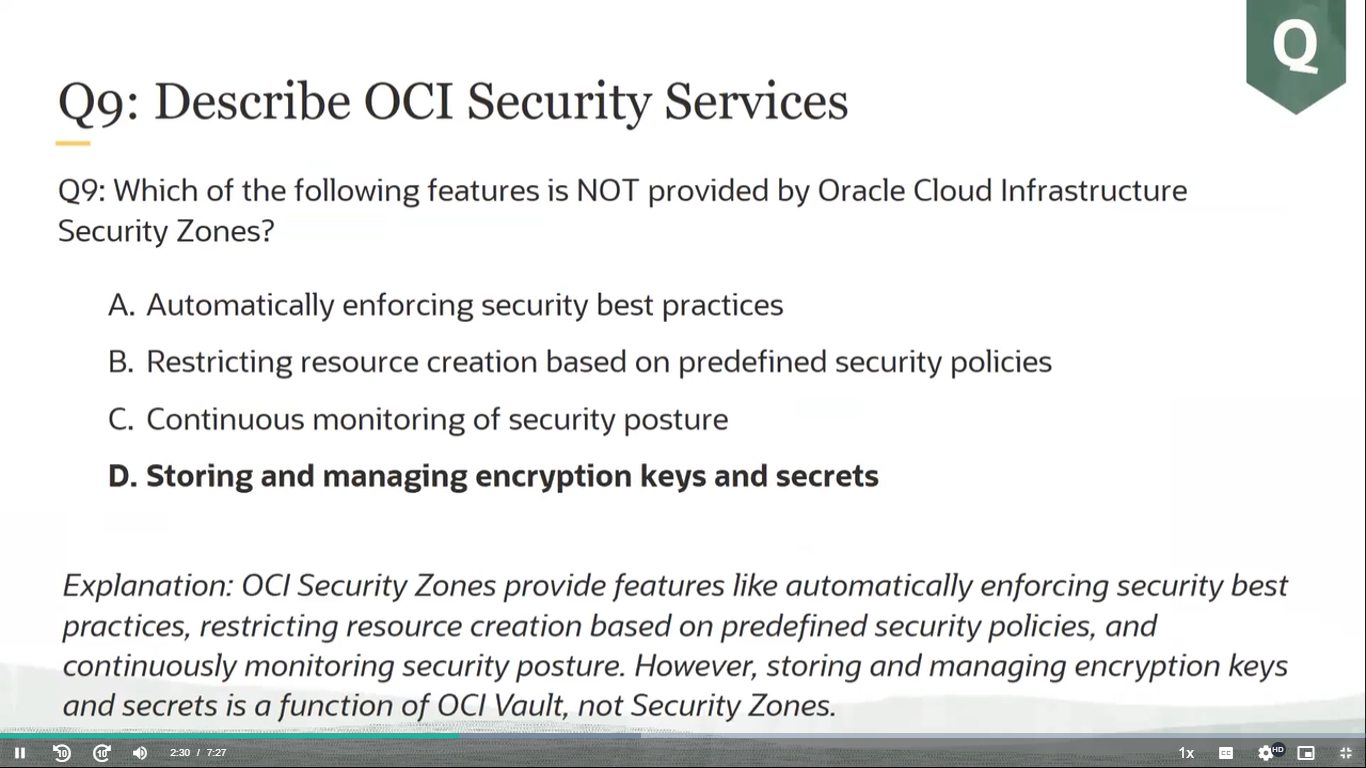 Q
Q9: Describe OCI Security Services
Q9: Which of the following features is NOT provided by Oracle Cloud Infrastructure
Security Zones?
A. Automatically enforcing security best practices
B. Restricting resource creation based on predefined security policies
C. Continuous monitoring of security posture
D. Storing and managing encryption keys and secrets
Explanation: OCI Security Zones provide features like automatically enforcing security best
practices, restricting resource creation based on predefined security policies, and
continuously monitoring security posture. However, storing and managing encryption keys
and secrets is a function of OCI Vault, not Security Zones.
10 10 2:30 / 7:27 1x CC HD